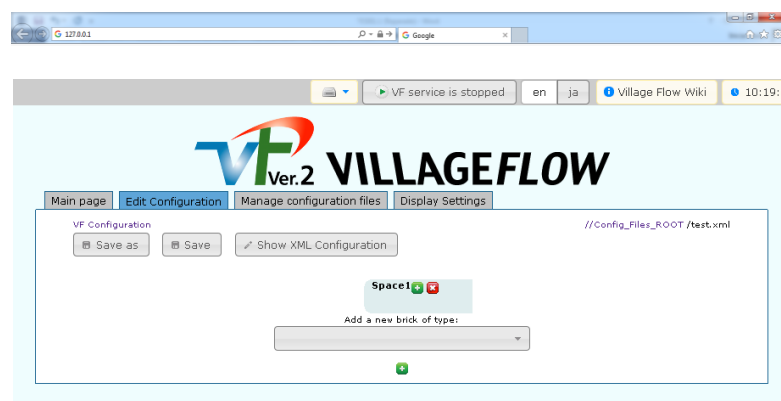 127.0.0.1
Google
VF service is stopped en ja Village Flow Wiki 10:19:
VF Ver.2 VILLAGEFLOW
Main page Edit Configuration Manage configuration files Display Settings
VF Configuration //Config_Files_ROOT /test.xml
Save as Save Show XML Configuration
Space1
Add a new brick of type: